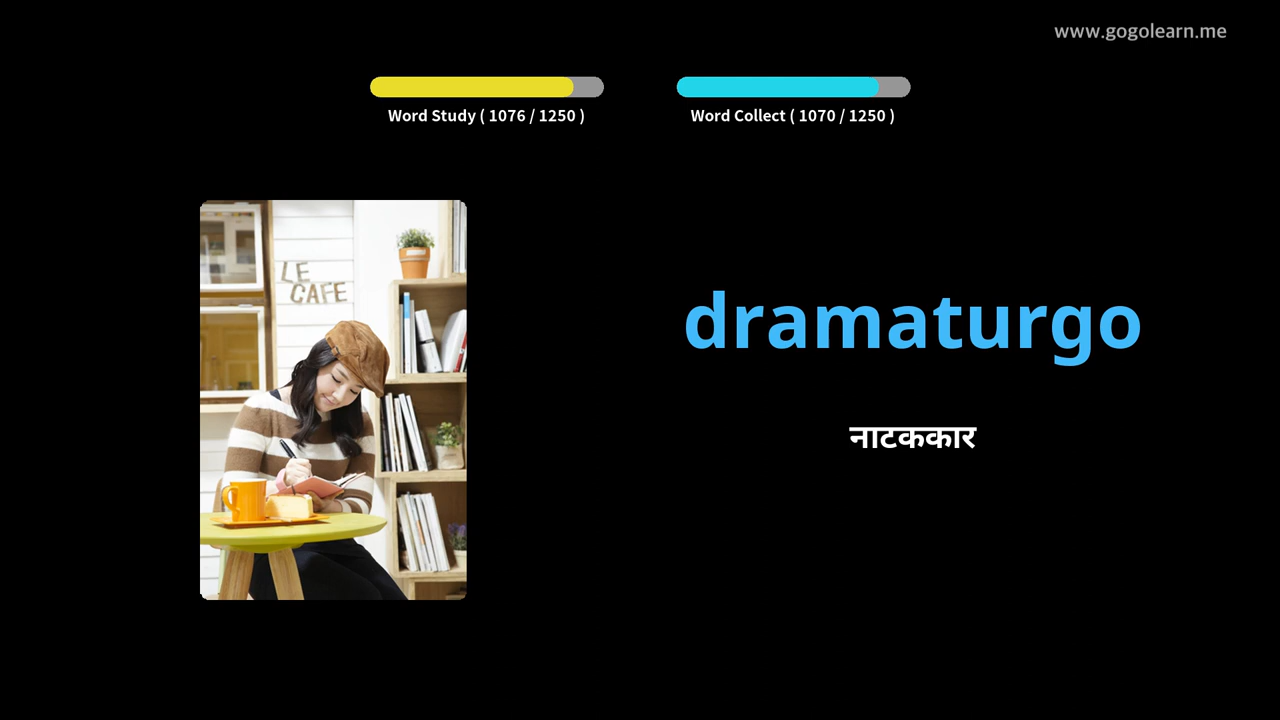 www.gogolearn.me
Word Study ( 1076 / 1250 )
Word Collect ( 1070 / 1250 )
LE
CAFE
dramaturgo
नाटककार